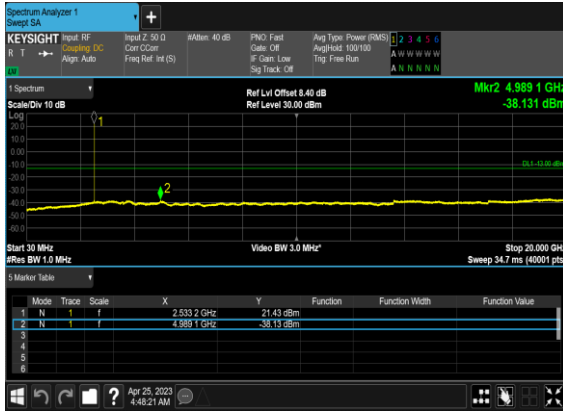 Spectrum Analyzer 1
Swept SA
+
KEYSIGHT Input: RF
R T
Coupling: DC
Align: Auto
Input Z: 50 Ω
Corr CCorr
Freq Ref: Int (S)
#Atten: 40 dB
PNO: Fast
Gate: Off
IF Gain: Low
Sig Track: Off
Avg Type: Power (RMS)
Avg|Hold: 100/100
Trig: Free Run
1 2 3 4 5 6
A W W W W W
A N N N N N
1 Spectrum
Scale/Div 10 dB
Ref Lvl Offset 8.40 dB
Ref Level 30.00 dBm
Mkr2 4.989 1 GHz
-38.131 dBm
Log
20.0
10.0
0.00
-10.0
-20.0
-30.0
-40.0
-50.0
-60.0
1
2
DL1 -13.00 dBm
Start 30 MHz
#Res BW 1.0 MHz
Video BW 3.0 MHz*
Stop 20.000 GHz
Sweep 34.7 ms (40001 pts)
5 Marker Table
Mode Trace Scale X Y Function Function Width Function Value
1 N 1 f 2.533 2 GHz 21.43 dBm
2 N 1 f 4.989 1 GHz -38.13 dBm
3
4
5
6
?
Apr 25, 2023
4:48:21 AM